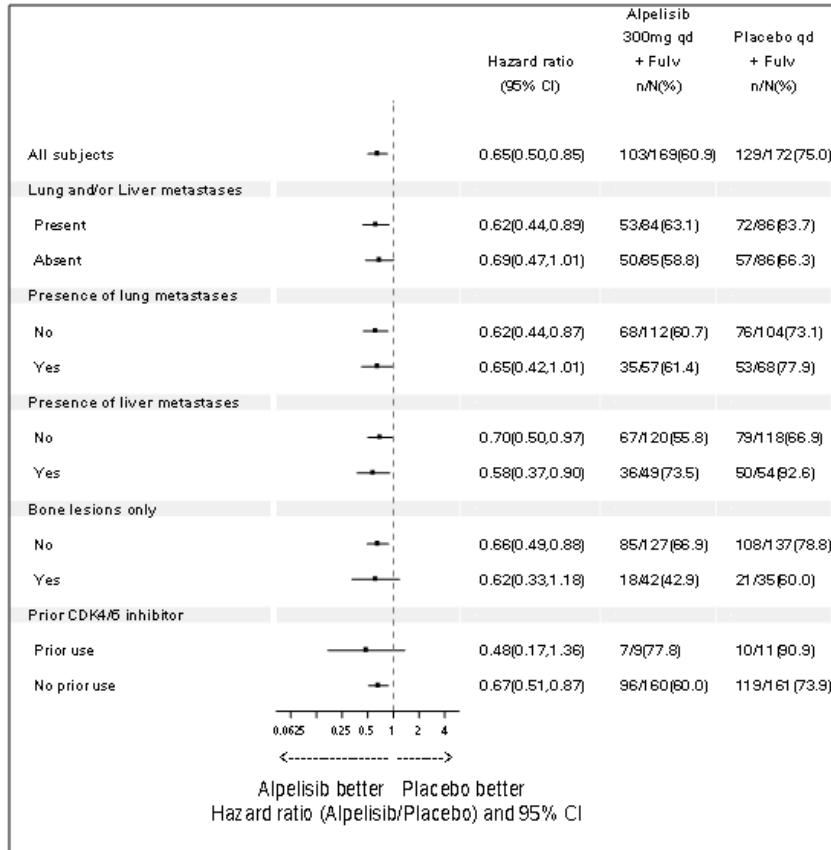 Alpelisib
300mg qd Placebo qd
Hazard ratio + Fulv + Fulv
(95% CI) n/N(%) n/N(%)
All subjects 0.65(0.50,0.85) 103/169(60.9) 129/172(75.0)
Lung and/or Liver metastases
Present 0.62(0.44,0.89) 53/84(63.1) 72/86(83.7)
Absent 0.69(0.47,1.01) 50/85(58.8) 57/86(66.3)
Presence of lung metastases
No 0.62(0.44,0.87) 68/112(60.7) 76/104(73.1)
Yes 0.65(0.42,1.01) 35/57(61.4) 53/68(77.9)
Presence of liver metastases
No 0.70(0.50,0.97) 67/120(55.8) 79/118(66.9)
Yes 0.58(0.37,0.90) 36/49(73.5) 50/54(92.6)
Bone lesions only
No 0.66(0.49,0.88) 85/127(66.9) 108/137(78.8)
Yes 0.62(0.33,1.18) 18/42(42.9) 21/35(60.0)
Prior CDK4/6 inhibitor
Prior use 0.48(0.17,1.36) 7/9(77.8) 10/11(90.9)
No prior use 0.67(0.51,0.87) 96/160(60.0) 119/161(73.9)
0.0625 0.25 0.5 1 2 4
Alpelisib better Placebo better
Hazard ratio (Alpelisib/Placebo) and 95% CI